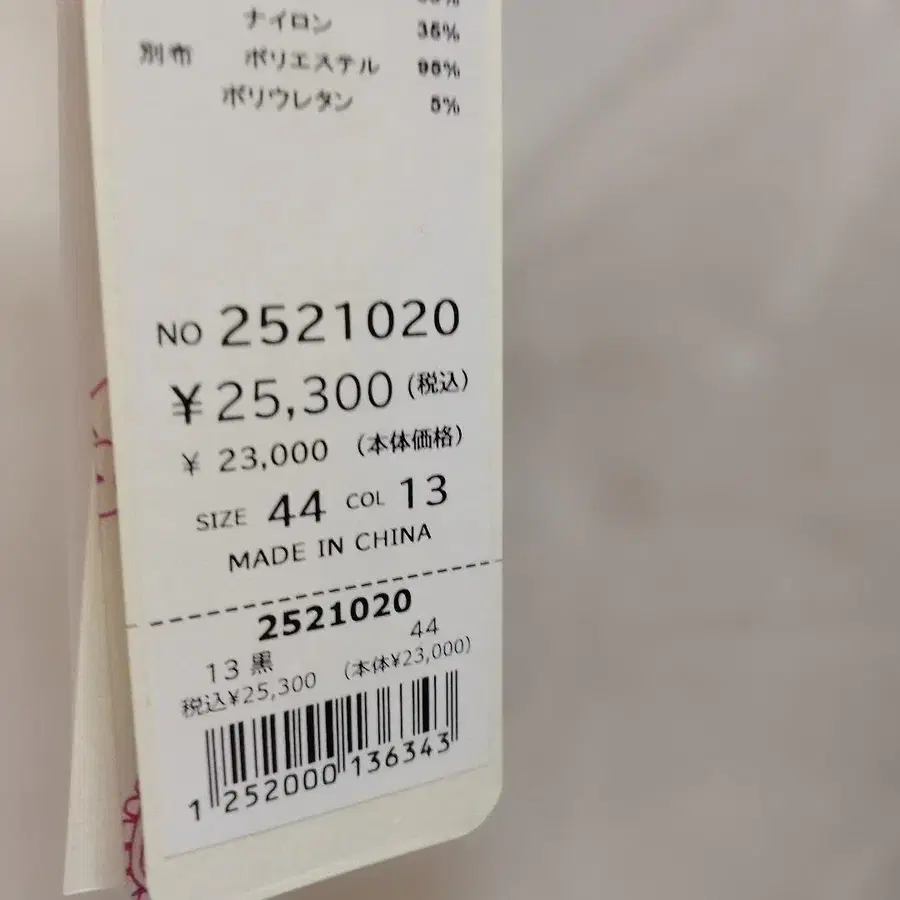 ナイロン 35%
別布 ポリエステル 95%
ポリウレタン 5%
NO 2521020
¥25,300(税込)
¥ 23,000 (本体価格)
SIZE 44 COL 13
MADE IN CHINA
2521020
13 黒 44
税込¥25,300 (本体¥23,000)
1 252000 136343